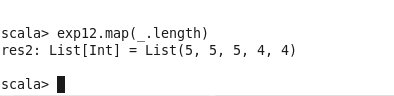 scala> exp12.map(_.length)
res2: List[Int] = List(5, 5, 5, 4, 4)
scala>